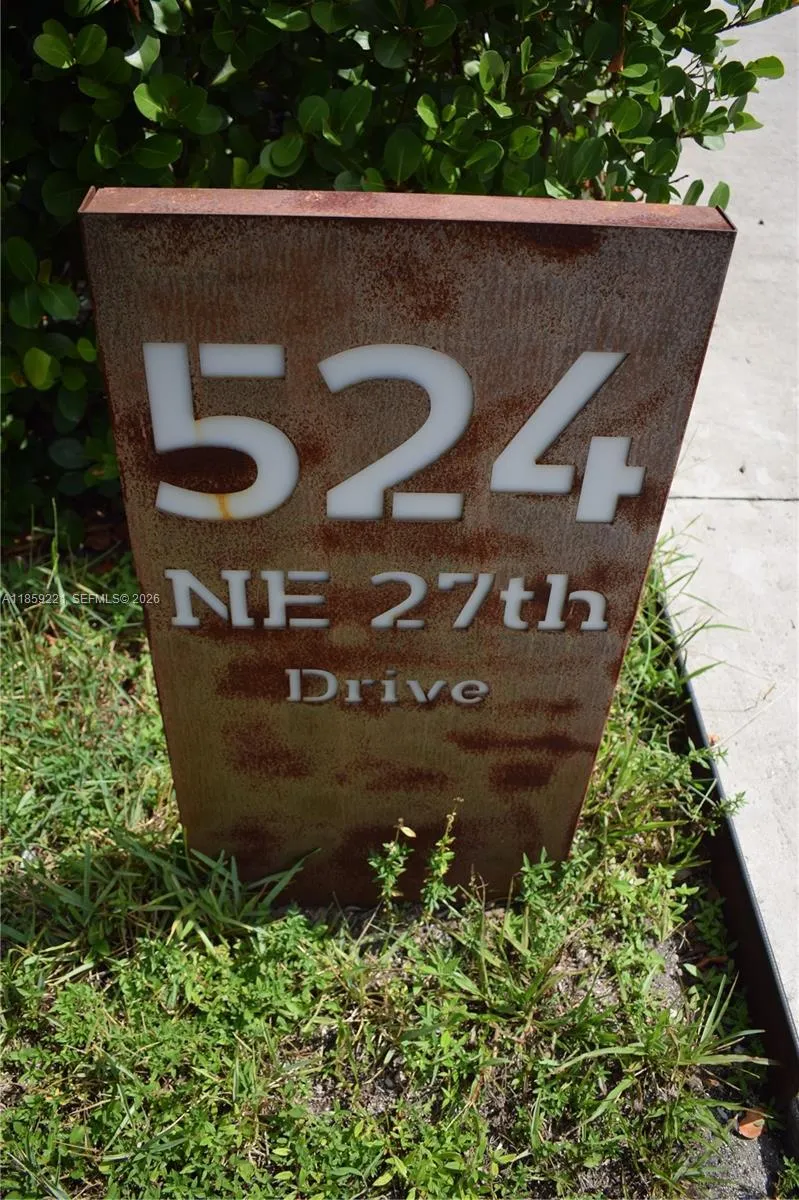 524
NE 27th
Drive
A11859221 SEFMLS© 2026